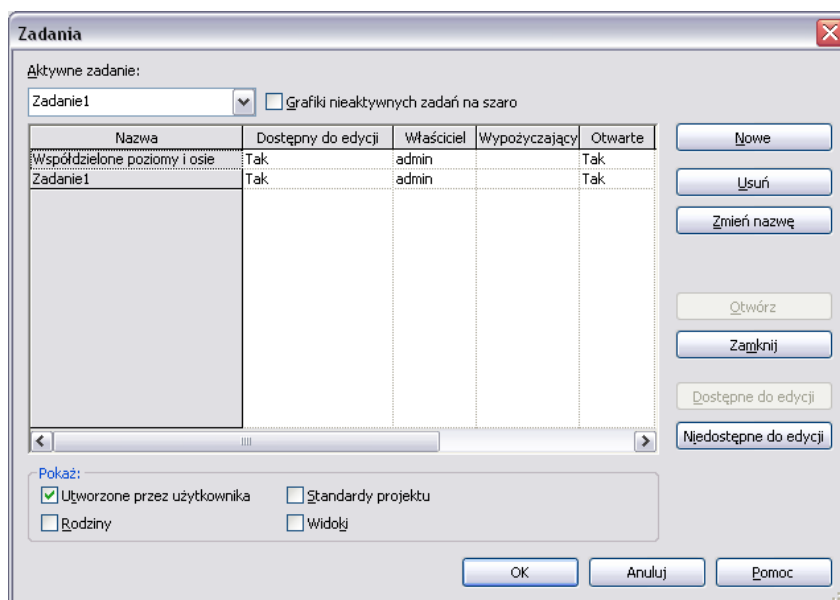 Zadania
Aktywne zadanie:
Zadanie1
Grafiki nieaktywnych zadań na szaro
Nazwa Dostępny do edycji Właściciel Wypożyczający Otwarte
Współdzielone poziomy i osie Tak admin Tak
Zadanie1 Tak admin Tak
Nowe
Usuń
Zmień nazwę
Otwórz
Zamknij
Dostępne do edycji
Niedostępne do edycji
Pokaż:
Utworzone przez użytkownika Standardy projektu
Rodziny Widoki
OK Anuluj Pomoc